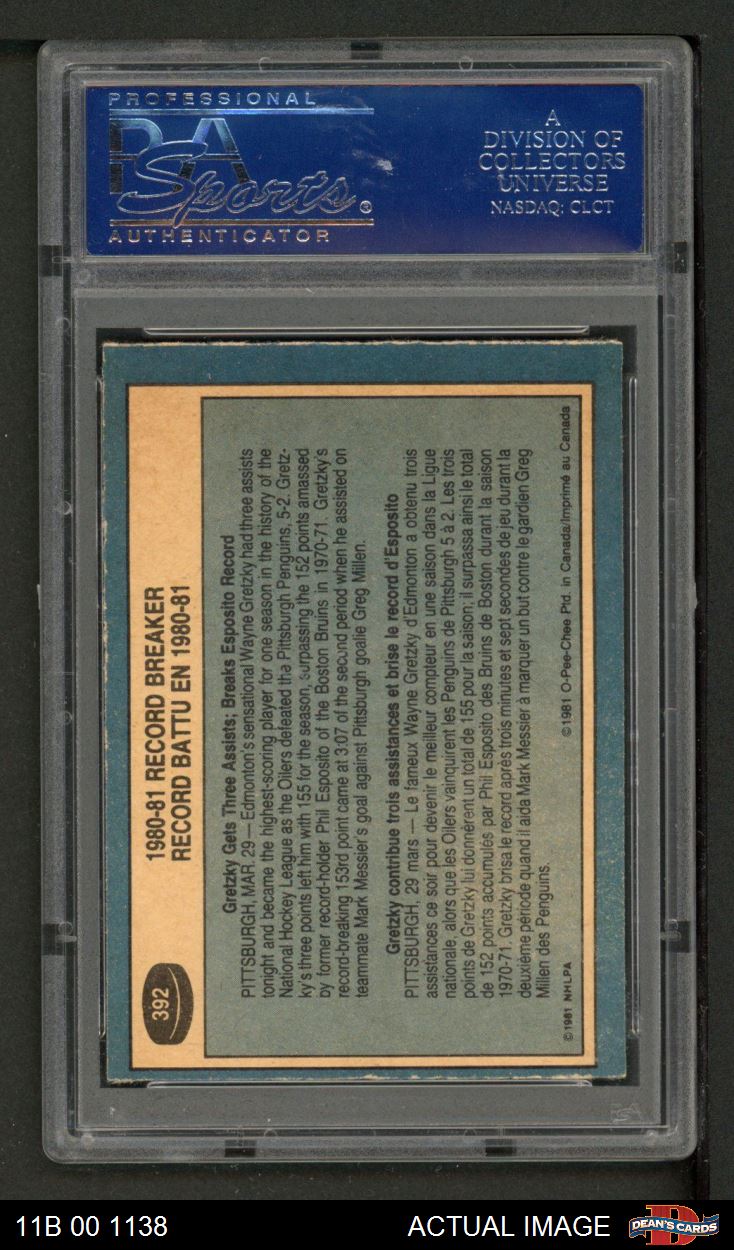 PROFESSIONAL
PSA
Sports®
AUTHENTICATOR
A
DIVISION OF
COLLECTORS
UNIVERSE
NASDAQ: CLCT
392
1980-81 RECORD BREAKER
RECORD BATTU EN 1980-81
Gretzky Gets Three Assists; Breaks Esposito Record
PITTSBURGH, MAR. 29 — Edmonton's sensational Wayne Gretzky had three assists
tonight and became the highest-scoring player for one season in the history of the
National Hockey League as the Oilers defeated the Pittsburgh Penguins, 5-2. Gretz-
ky's three points left him with 155 for the season, surpassing the 152 points amassed
by former record-holder Phil Esposito of the Boston Bruins in 1970-71. Gretzky's
record-breaking 153rd point came at 3:07 of the second period when he assisted on
teammate Mark Messier's goal against Pittsburgh goalie Greg Millen.
Gretzky contribue trois assistances et brise le record d'Esposito
PITTSBURGH, 29 mars — Le fameux Wayne Gretzky d'Edmonton a obtenu trois
assistances ce soir pour devenir le meilleur compteur en une saison dans la Ligue
nationale, alors que les Oilers vainquirent les Penguins de Pittsburgh 5 à 2. Les trois
points de Gretzky lui donnèrent un total de 155 pour la saison; il surpassa ainsi le total
de 152 points accumulés par Phil Esposito des Bruins de Boston durant la saison
1970-71. Gretzky brisa le record après trois minutes et sept secondes de jeu durant la
deuxième période quand il aida Mark Messier à marquer un but contre le gardien Greg
Millen des Penguins.
©1981 NHLPA
©1981 O-Pee-Chee Ptd. in Canada/Imprimé au Canada
11B 00 1138
ACTUAL IMAGE
DEAN'S CARDS